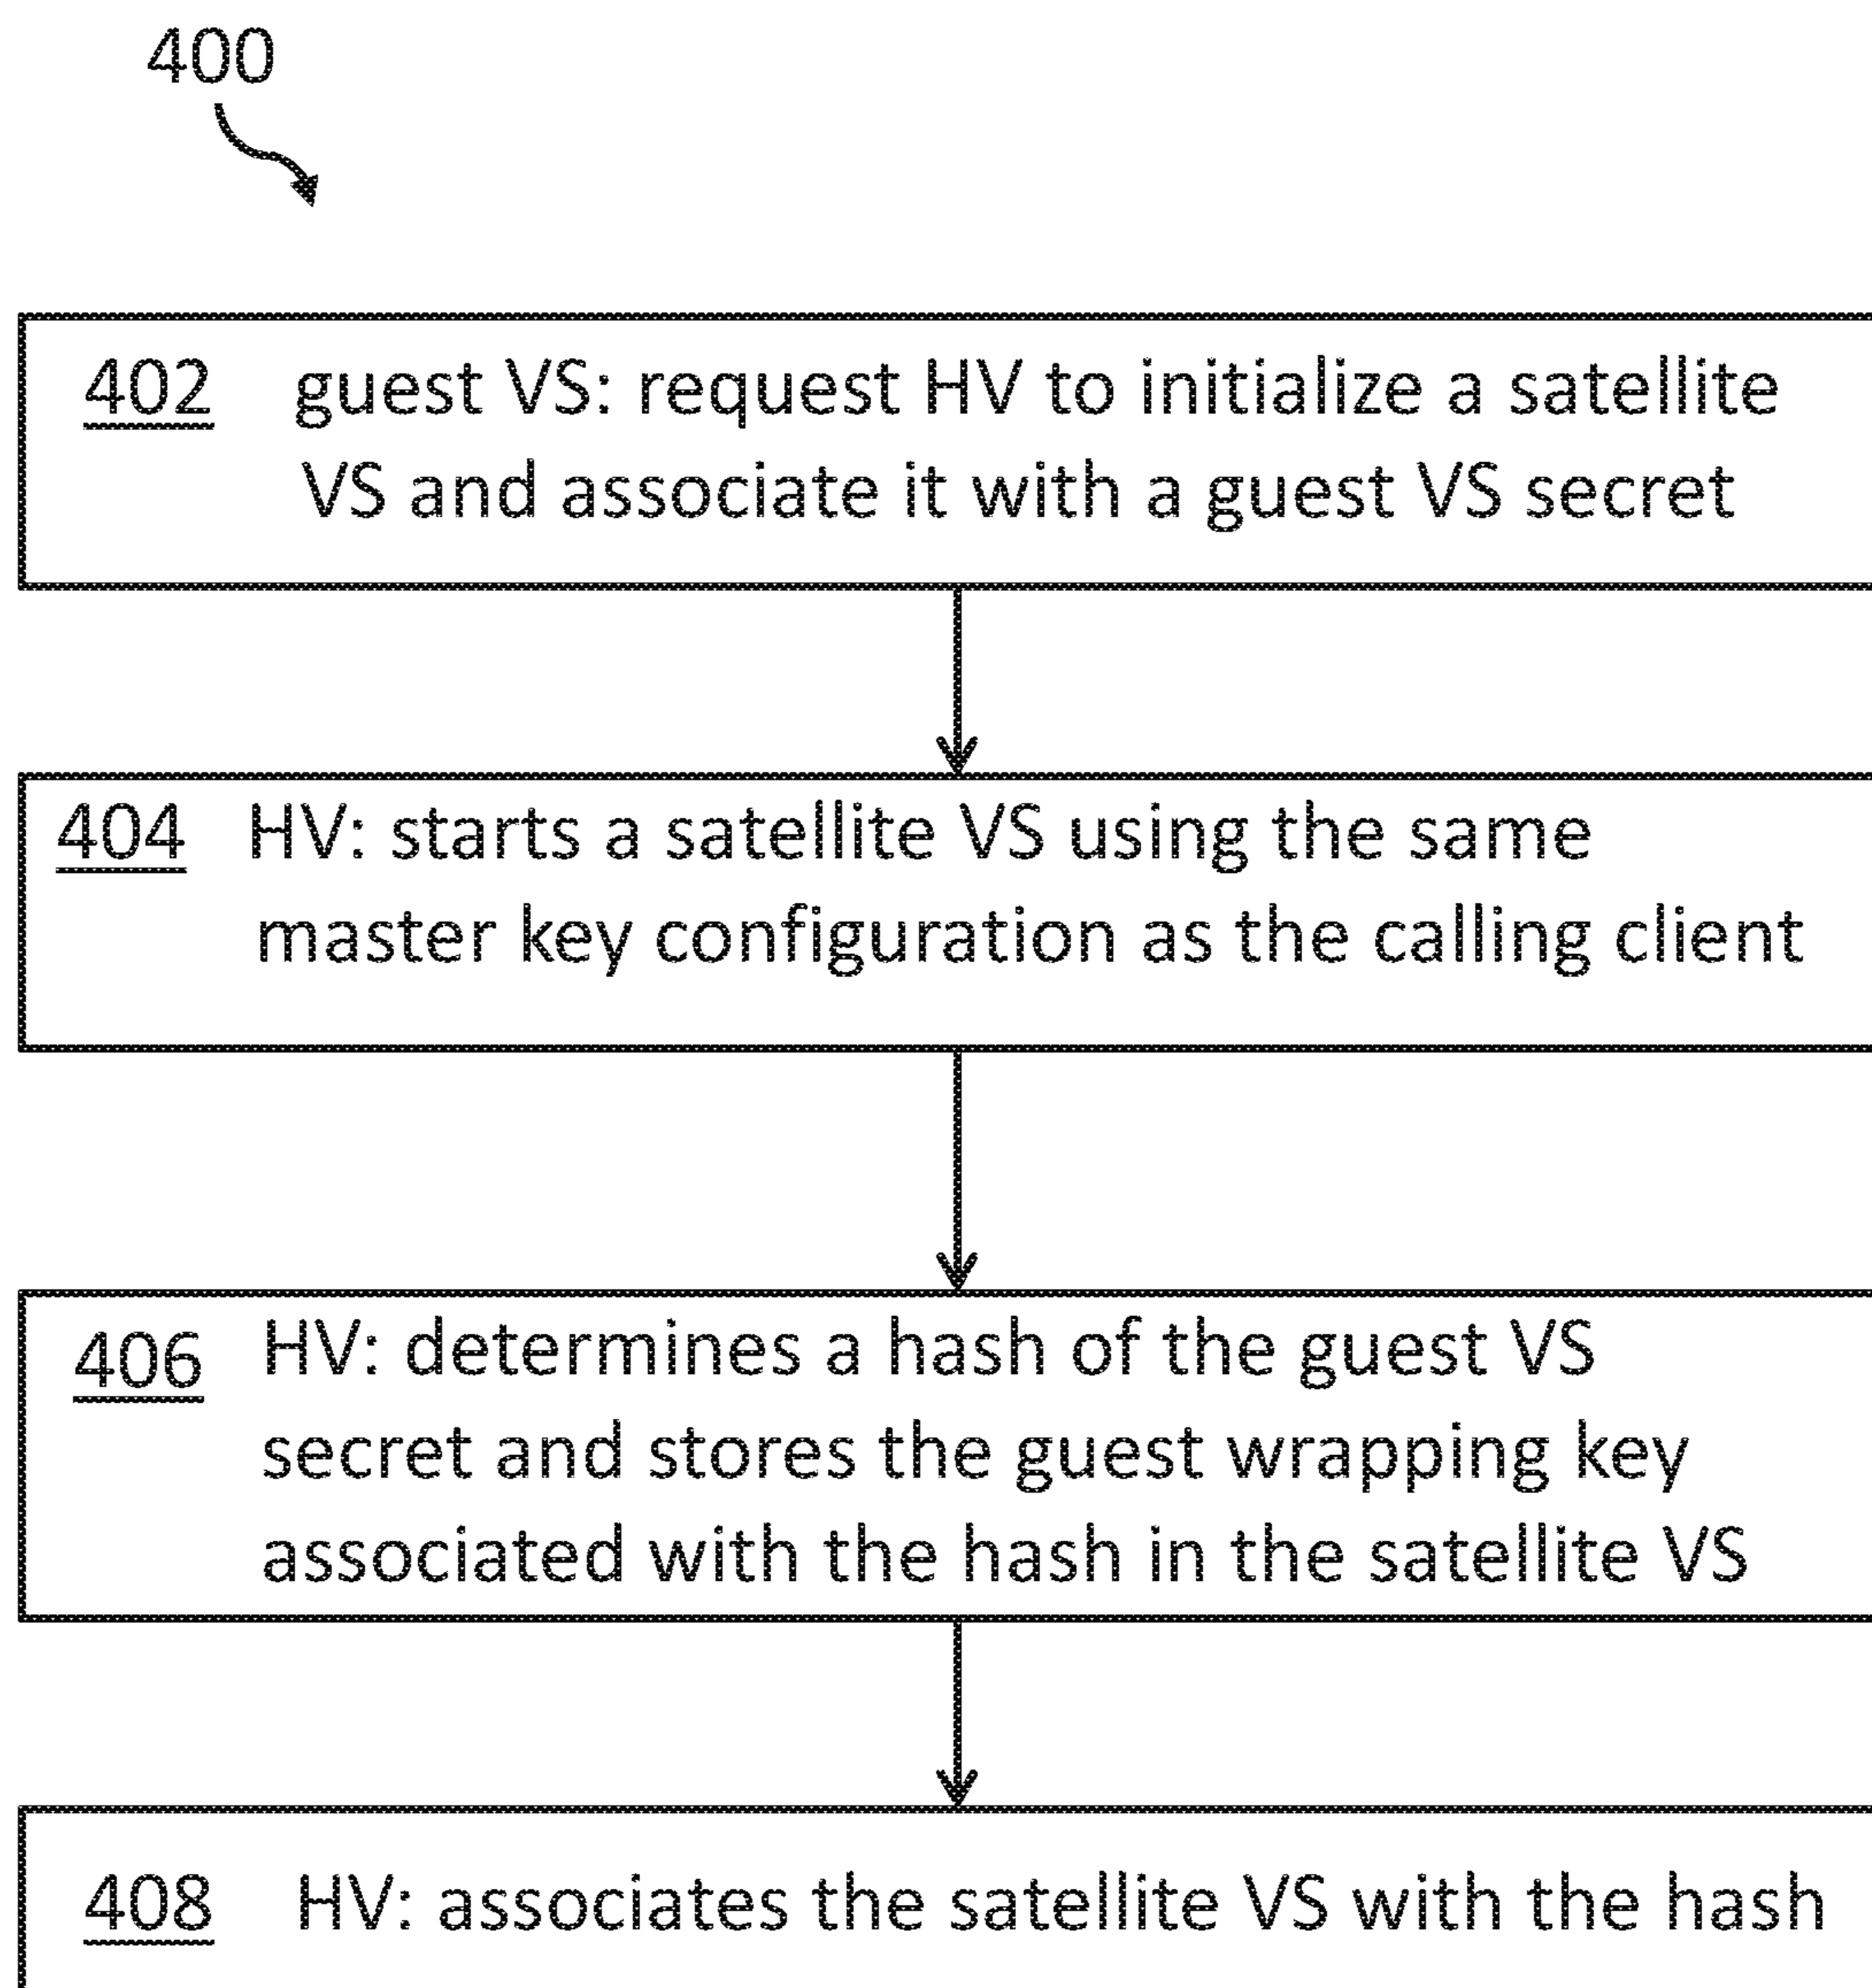 400
402 guest VS: request HV to initialize a satellite
VS and associate it with a guest VS secret
404 HV: starts a satellite VS using the same
master key configuration as the calling client
406 HV: determines a hash of the guest VS
secret and stores the guest wrapping key
associated with the hash in the satellite VS
408 HV: associates the satellite VS with the hash